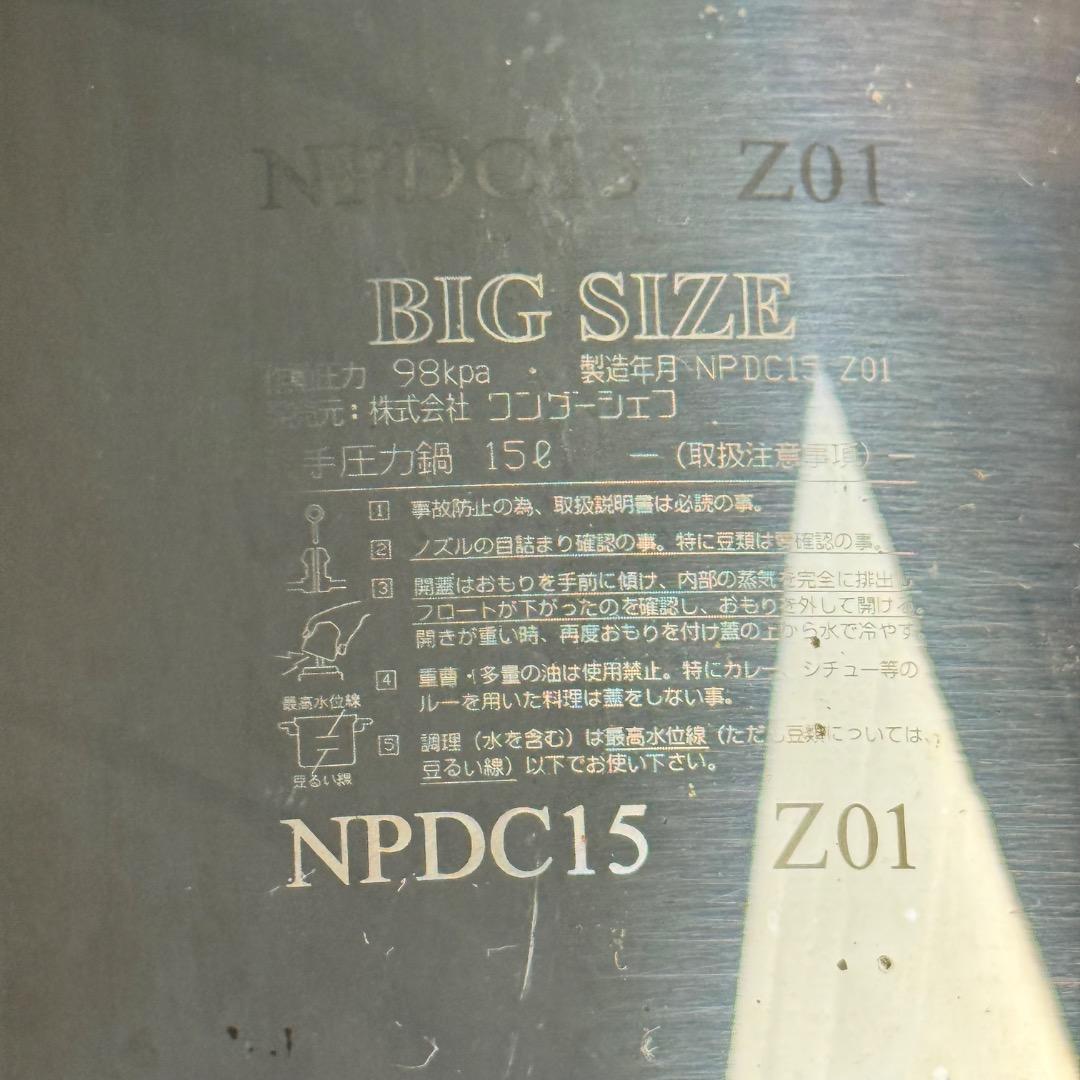 NPDC15 Z01
BIG SIZE
圧力 98kpa ・ 製造年月 NPDC15 Z01
元：株式会社 ワンダーシェフ
手圧力鍋 15ℓ —（取扱注意事項）—
1 事故防止の為、取扱説明書は必読の事。
2 ノズルの目詰まり確認の事。特に豆類は要確認の事。
3 開蓋はおもりを手前に傾け、内部の蒸気を完全に排出し
フロートが下がったのを確認し、おもりを外して開ける。
開きが重い時、再度おもりを付け蓋の上から水で冷やす。
4 重曹・多量の油は使用禁止。特にカレー、シチュー等の
ルーを用いた料理は蓋をしない事。
最高水位線
5 調理（水を含む）は最高水位線（ただし豆類については、
豆るい線）以下でお使い下さい。
豆るい線
NPDC15 Z01